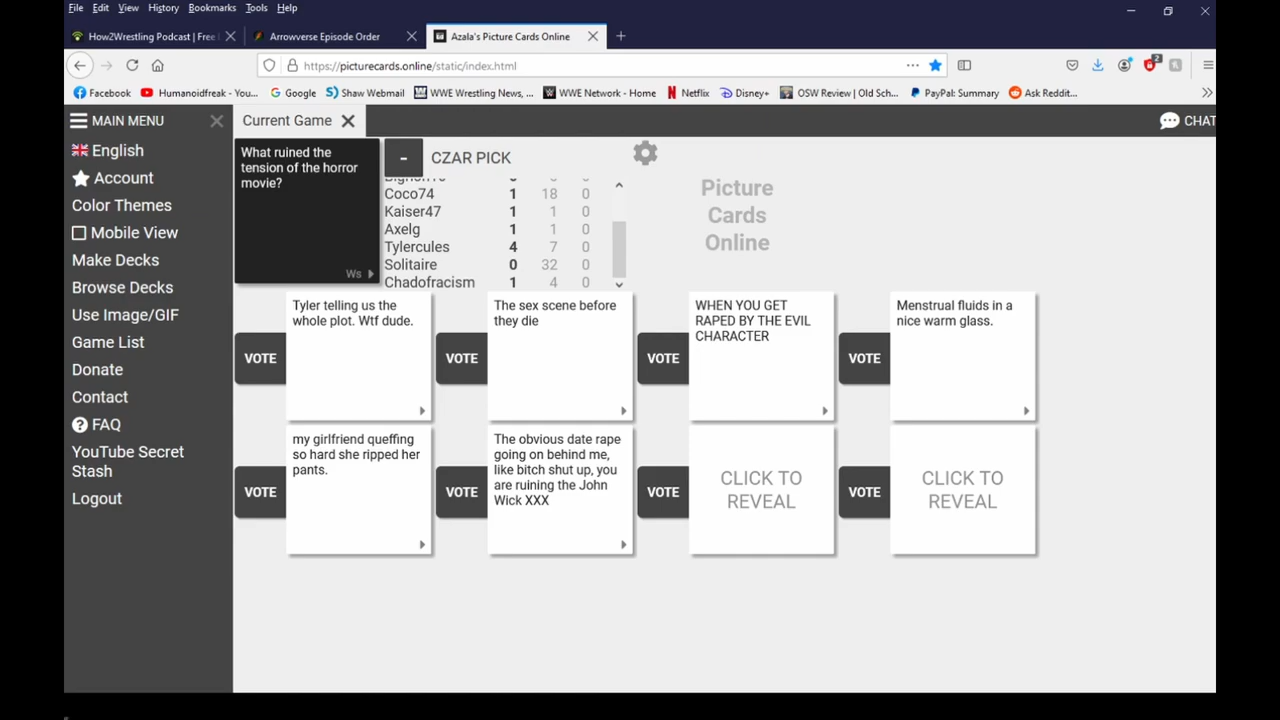 File Edit View History Bookmarks Tools Help
How2Wrestling Podcast | Free
Arrowverse Episode Order
Azala's Picture Cards Online
https://picturecards.online/static/index.html
2
Facebook Humanoidfreak - You... Google Shaw Webmail WWE Wrestling News, ... WWE Network - Home Netflix Disney+ OSW Review | Old Sch... PayPal: Summary Ask Reddit...
MAIN MENU
English
Account
Color Themes
Mobile View
Make Decks
Browse Decks
Use Image/GIF
Game List
Donate
Contact
FAQ
YouTube Secret
Stash
Logout
Current Game
CHAT
What ruined the
tension of the horror
movie?
Ws
- CZAR PICK
Coco74 1 18 0
Kaiser47 1 1 0
Axelg 1 1 0
Tylercules 4 7 0
Solitaire 0 32 0
Chadofracism 1 4 0
Picture
Cards
Online
VOTE
Tyler telling us the
whole plot. Wtf dude.
VOTE
The sex scene before
they die
VOTE
WHEN YOU GET
RAPED BY THE EVIL
CHARACTER
VOTE
Menstrual fluids in a
nice warm glass.
VOTE
my girlfriend queffing
so hard she ripped her
pants.
VOTE
The obvious date rape
going on behind me,
like bitch shut up, you
are ruining the John
Wick XXX
VOTE
CLICK TO
REVEAL
VOTE
CLICK TO
REVEAL